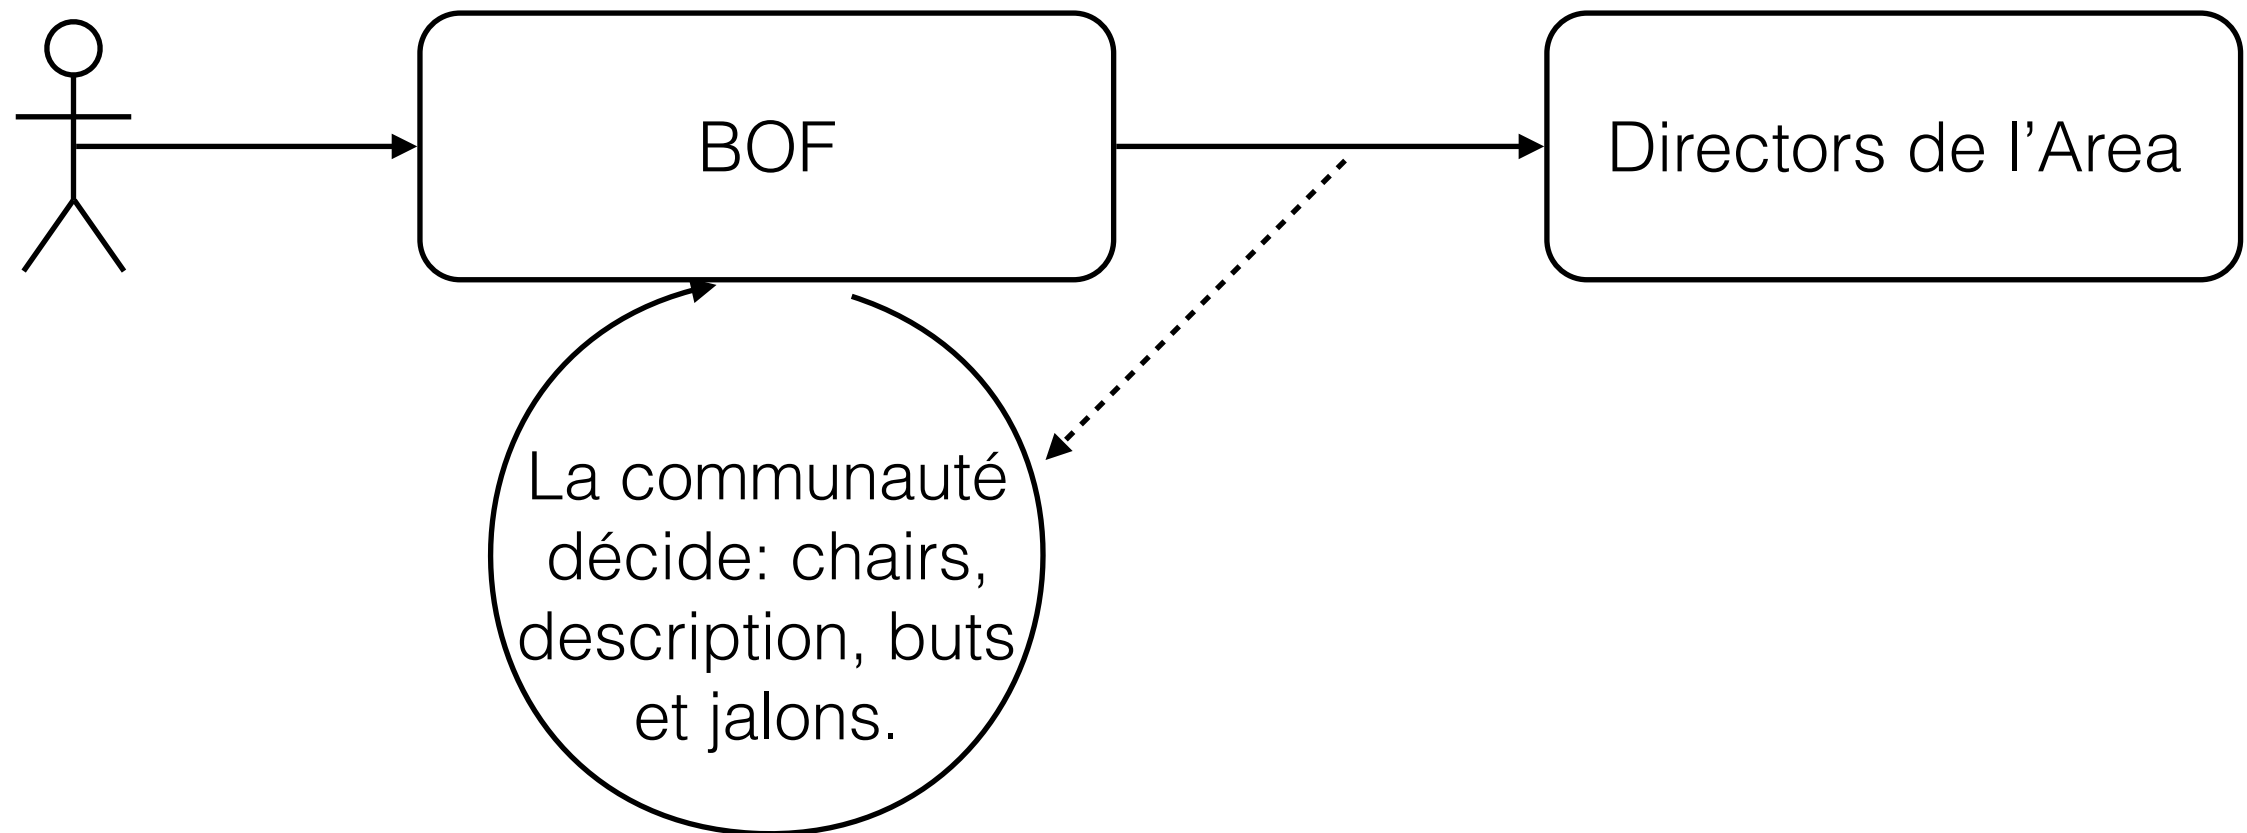 BOF
Directors de l’Area
La communauté
décide: chairs,
description, buts
et jalons.